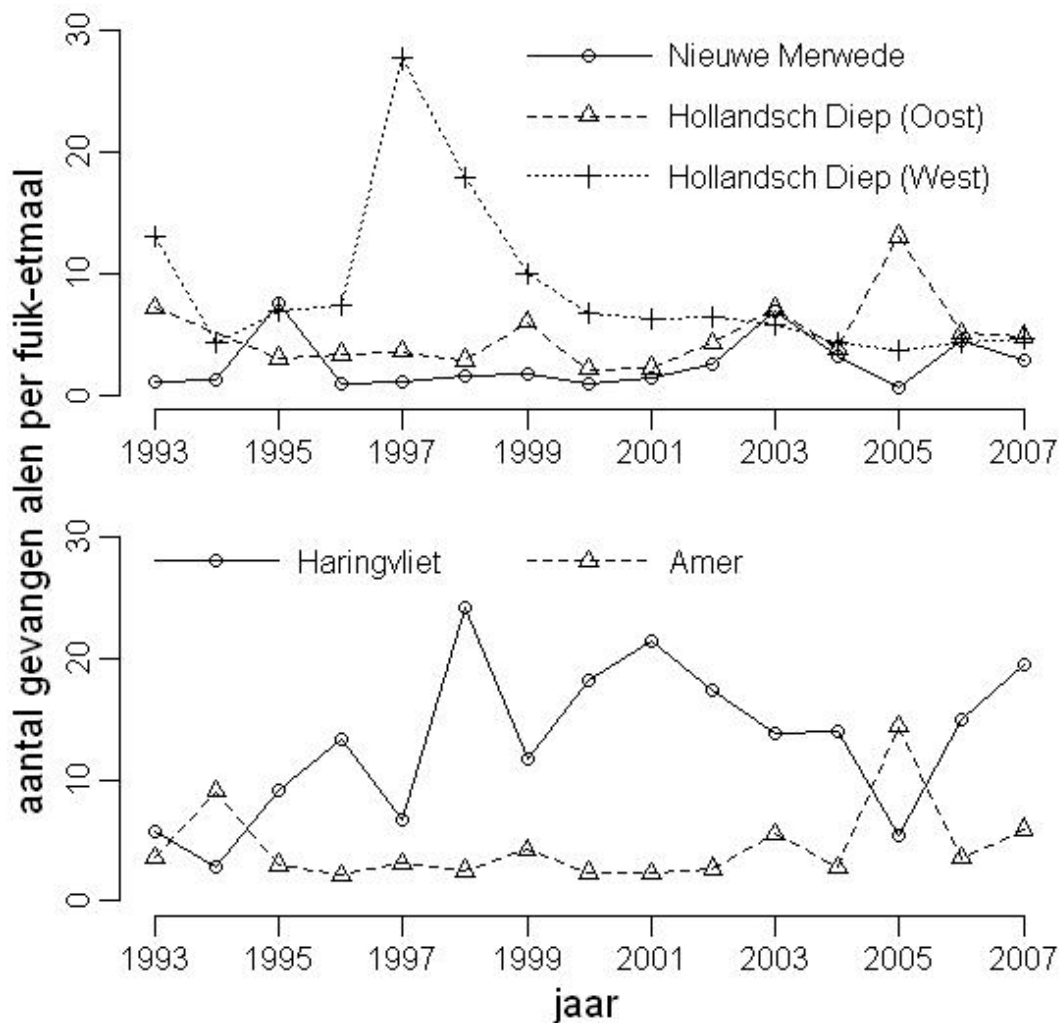 aantal gevangen alen per fuik-etmaal
30
20
10
0
Nieuwe Merwede
Hollandsch Diep (Oost)
Hollandsch Diep (West)
1993 1995 1997 1999 2001 2003 2005 2007
30
20
10
0
Haringvliet Amer
1993 1995 1997 1999 2001 2003 2005 2007
jaar